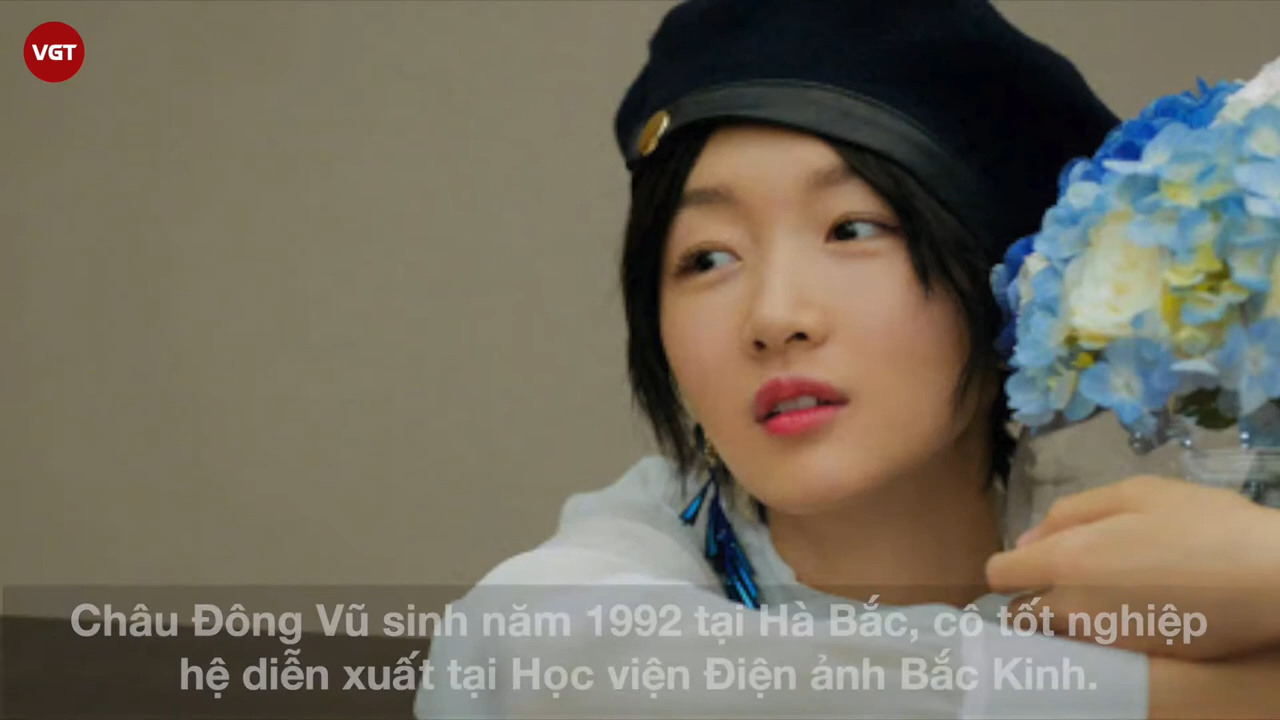 VGT
Châu Đông Vũ sinh năm 1992 tại Hà Bắc, cô tốt nghiệp
hệ diễn xuất tại Học viện Điện ảnh Bắc Kinh.